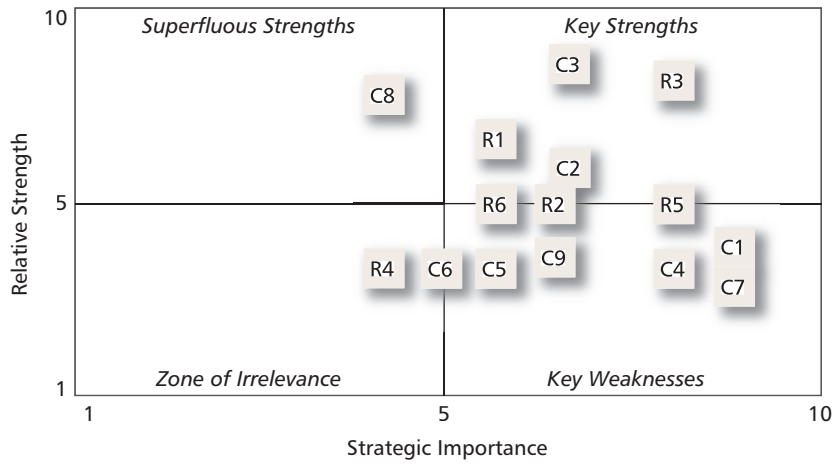 10
Superfluous Strengths
Key Strengths
C3
R3
C8
R1
C2
Relative Strength
5
R6
R2
R5
C1
C9
R4
C6
C5
C4
C7
Zone of Irrelevance
Key Weaknesses
1
1
5
10
Strategic Importance